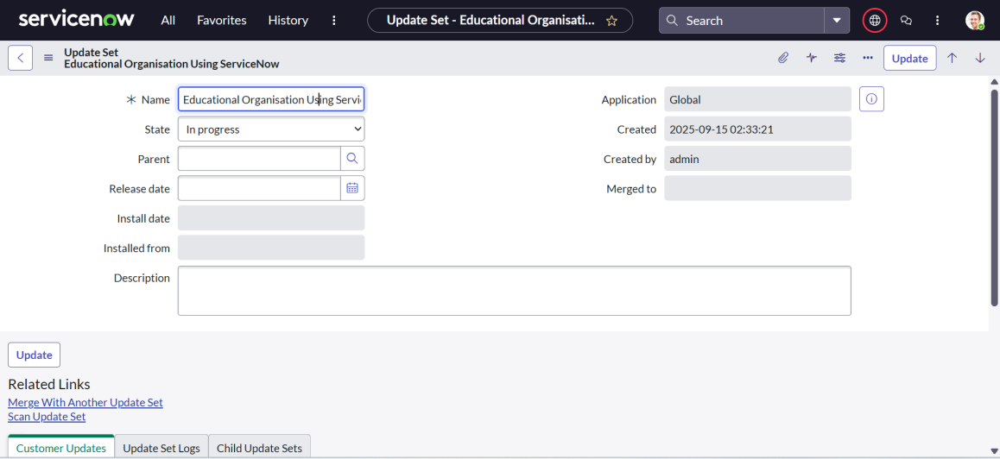 servicenow All Favorites History Update Set - Educational Organisati... Search
Update Set
Educational Organisation Using ServiceNow
Update
Name Educational Organisation Using Servi
Application Global
State In progress
Created 2025-09-15 02:33:21
Parent
Created by admin
Release date
Merged to
Install date
Installed from
Description
Update
Related Links
Merge With Another Update Set
Scan Update Set
Customer Updates Update Set Logs Child Update Sets